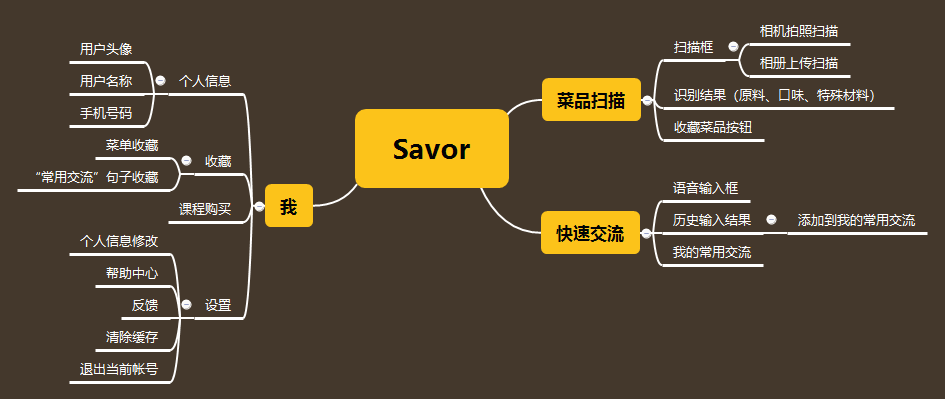 Savor
菜品扫描
扫描框
相机拍照扫描
相册上传扫描
识别结果（原料、口味、特殊材料）
收藏菜品按钮
快速交流
语音输入框
历史输入结果
添加到我的常用交流
我的常用交流
我
个人信息
用户头像
用户名称
手机号码
收藏
菜单收藏
“常用交流”句子收藏
课程购买
设置
个人信息修改
帮助中心
反馈
清除缓存
退出当前帐号